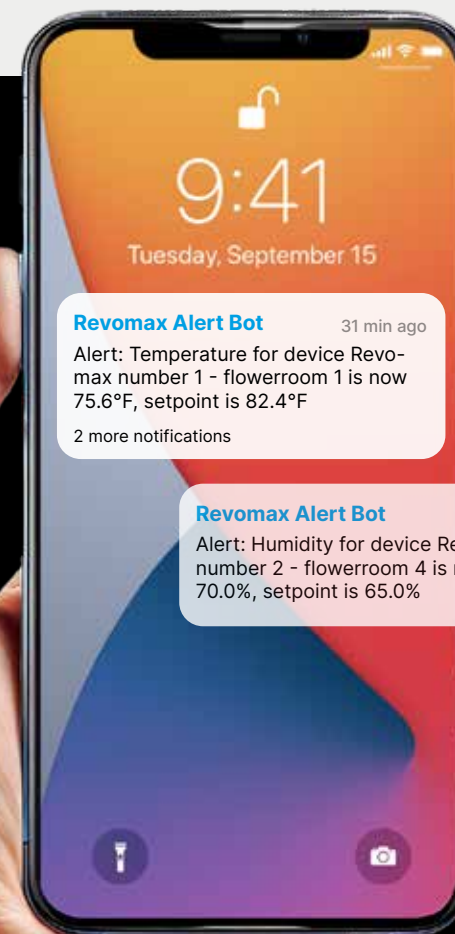 9:41
Tuesday, September 15
Revomax Alert Bot
31 min ago
Alert: Temperature for device Revo-
max number 1 - flowerroom 1 is now
75.6°F, setpoint is 82.4°F
2 more notifications
Revomax Alert Bot
Alert: Humidity for device Re
number 2 - flowerroom 4 is
70.0%, setpoint is 65.0%